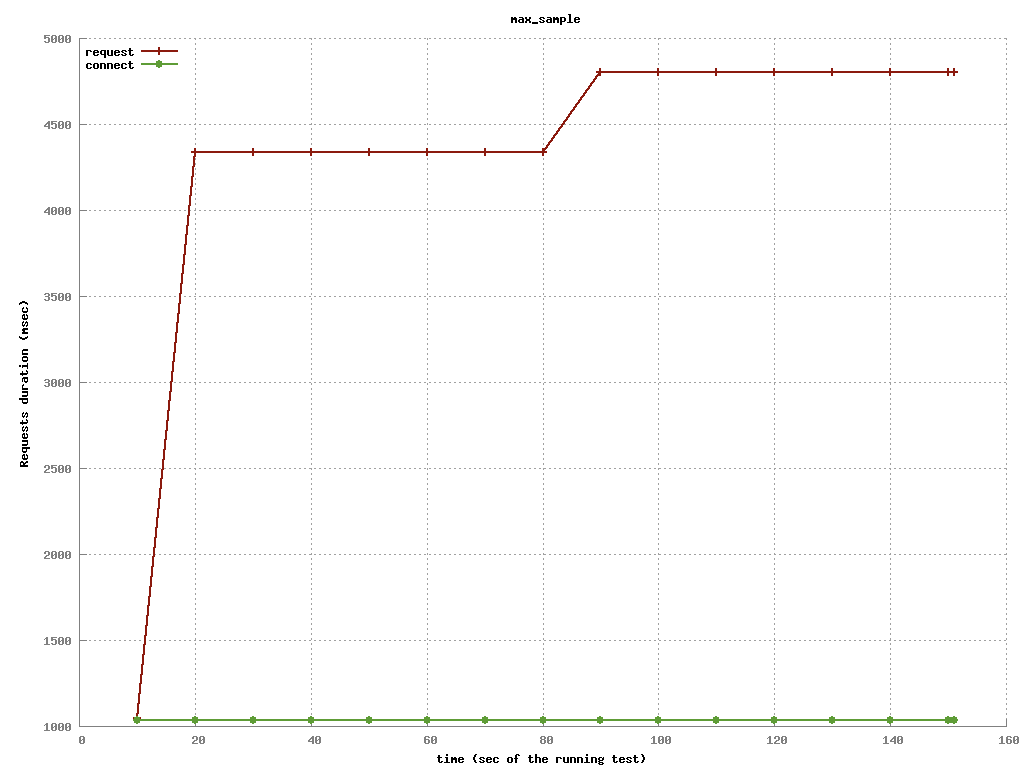 max_sample
request
connect
5000
4500
4000
3500
3000
2500
2000
1500
1000
Requests duration (msec)
0 20 40 60 80 100 120 140 160
time (sec of the running test)